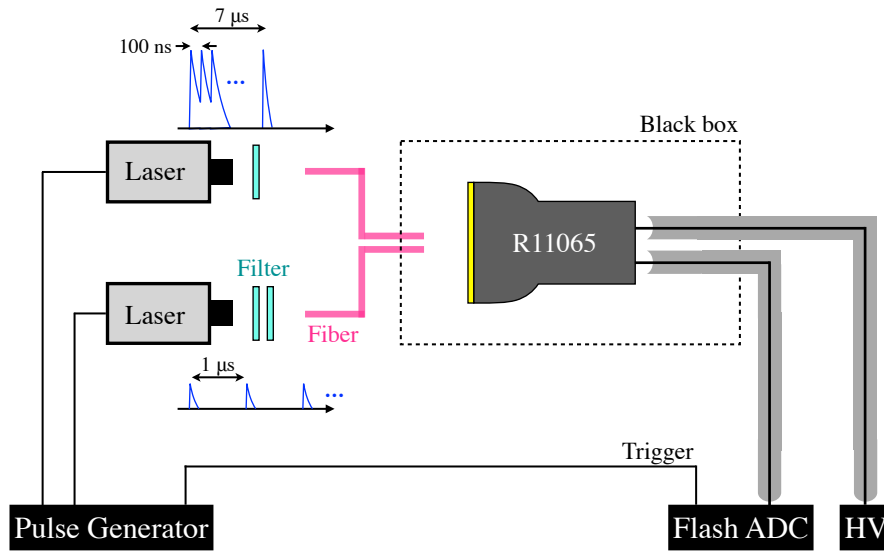 7 μs
100 ns
...
Black box
Laser
R11065
Filter
Laser
Fiber
1 μs
...
Trigger
Pulse Generator
Flash ADC
HV